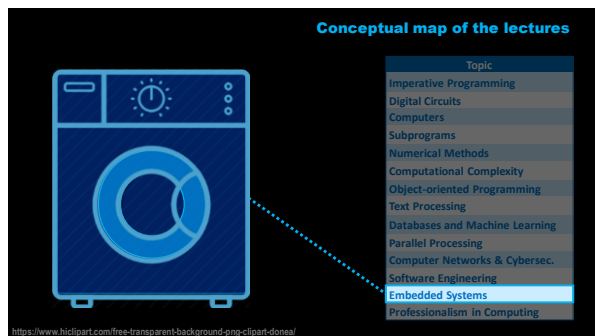 Conceptual map of the lectures
Topic
Imperative Programming
Digital Circuits
Computers
Subprograms
Numerical Methods
Computational Complexity
Object-oriented Programming
Text Processing
Databases and Machine Learning
Parallel Processing
Computer Networks & Cybersec.
Software Engineering
Embedded Systems
Professionalism in Computing
https://www.hiclipart.com/free-transparent-background-png-clipart-donea/